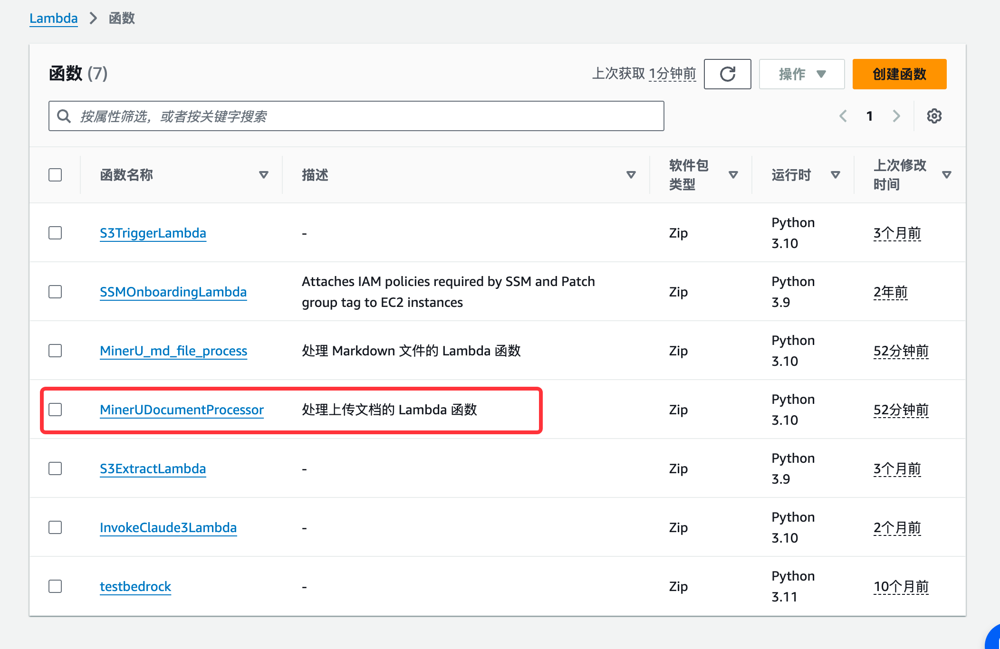 Lambda > 函数
函数 (7)
上次获取 1分钟前
操作
创建函数
按属性筛选，或者按关键字搜索
1
函数名称
描述
软件包
类型
运行时
上次修改
时间
S3TriggerLambda
-
Zip
Python
3.10
3个月前
SSMOnboardingLambda
Attaches IAM policies required by SSM and Patch
group tag to EC2 instances
Zip
Python
3.9
2年前
MinerU_md_file_process
处理 Markdown 文件的 Lambda 函数
Zip
Python
3.10
52分钟前
MinerUDocumentProcessor
处理上传文档的 Lambda 函数
Zip
Python
3.10
52分钟前
S3ExtractLambda
-
Zip
Python
3.9
3个月前
InvokeClaude3Lambda
-
Zip
Python
3.10
2个月前
testbedrock
-
Zip
Python
3.11
10个月前